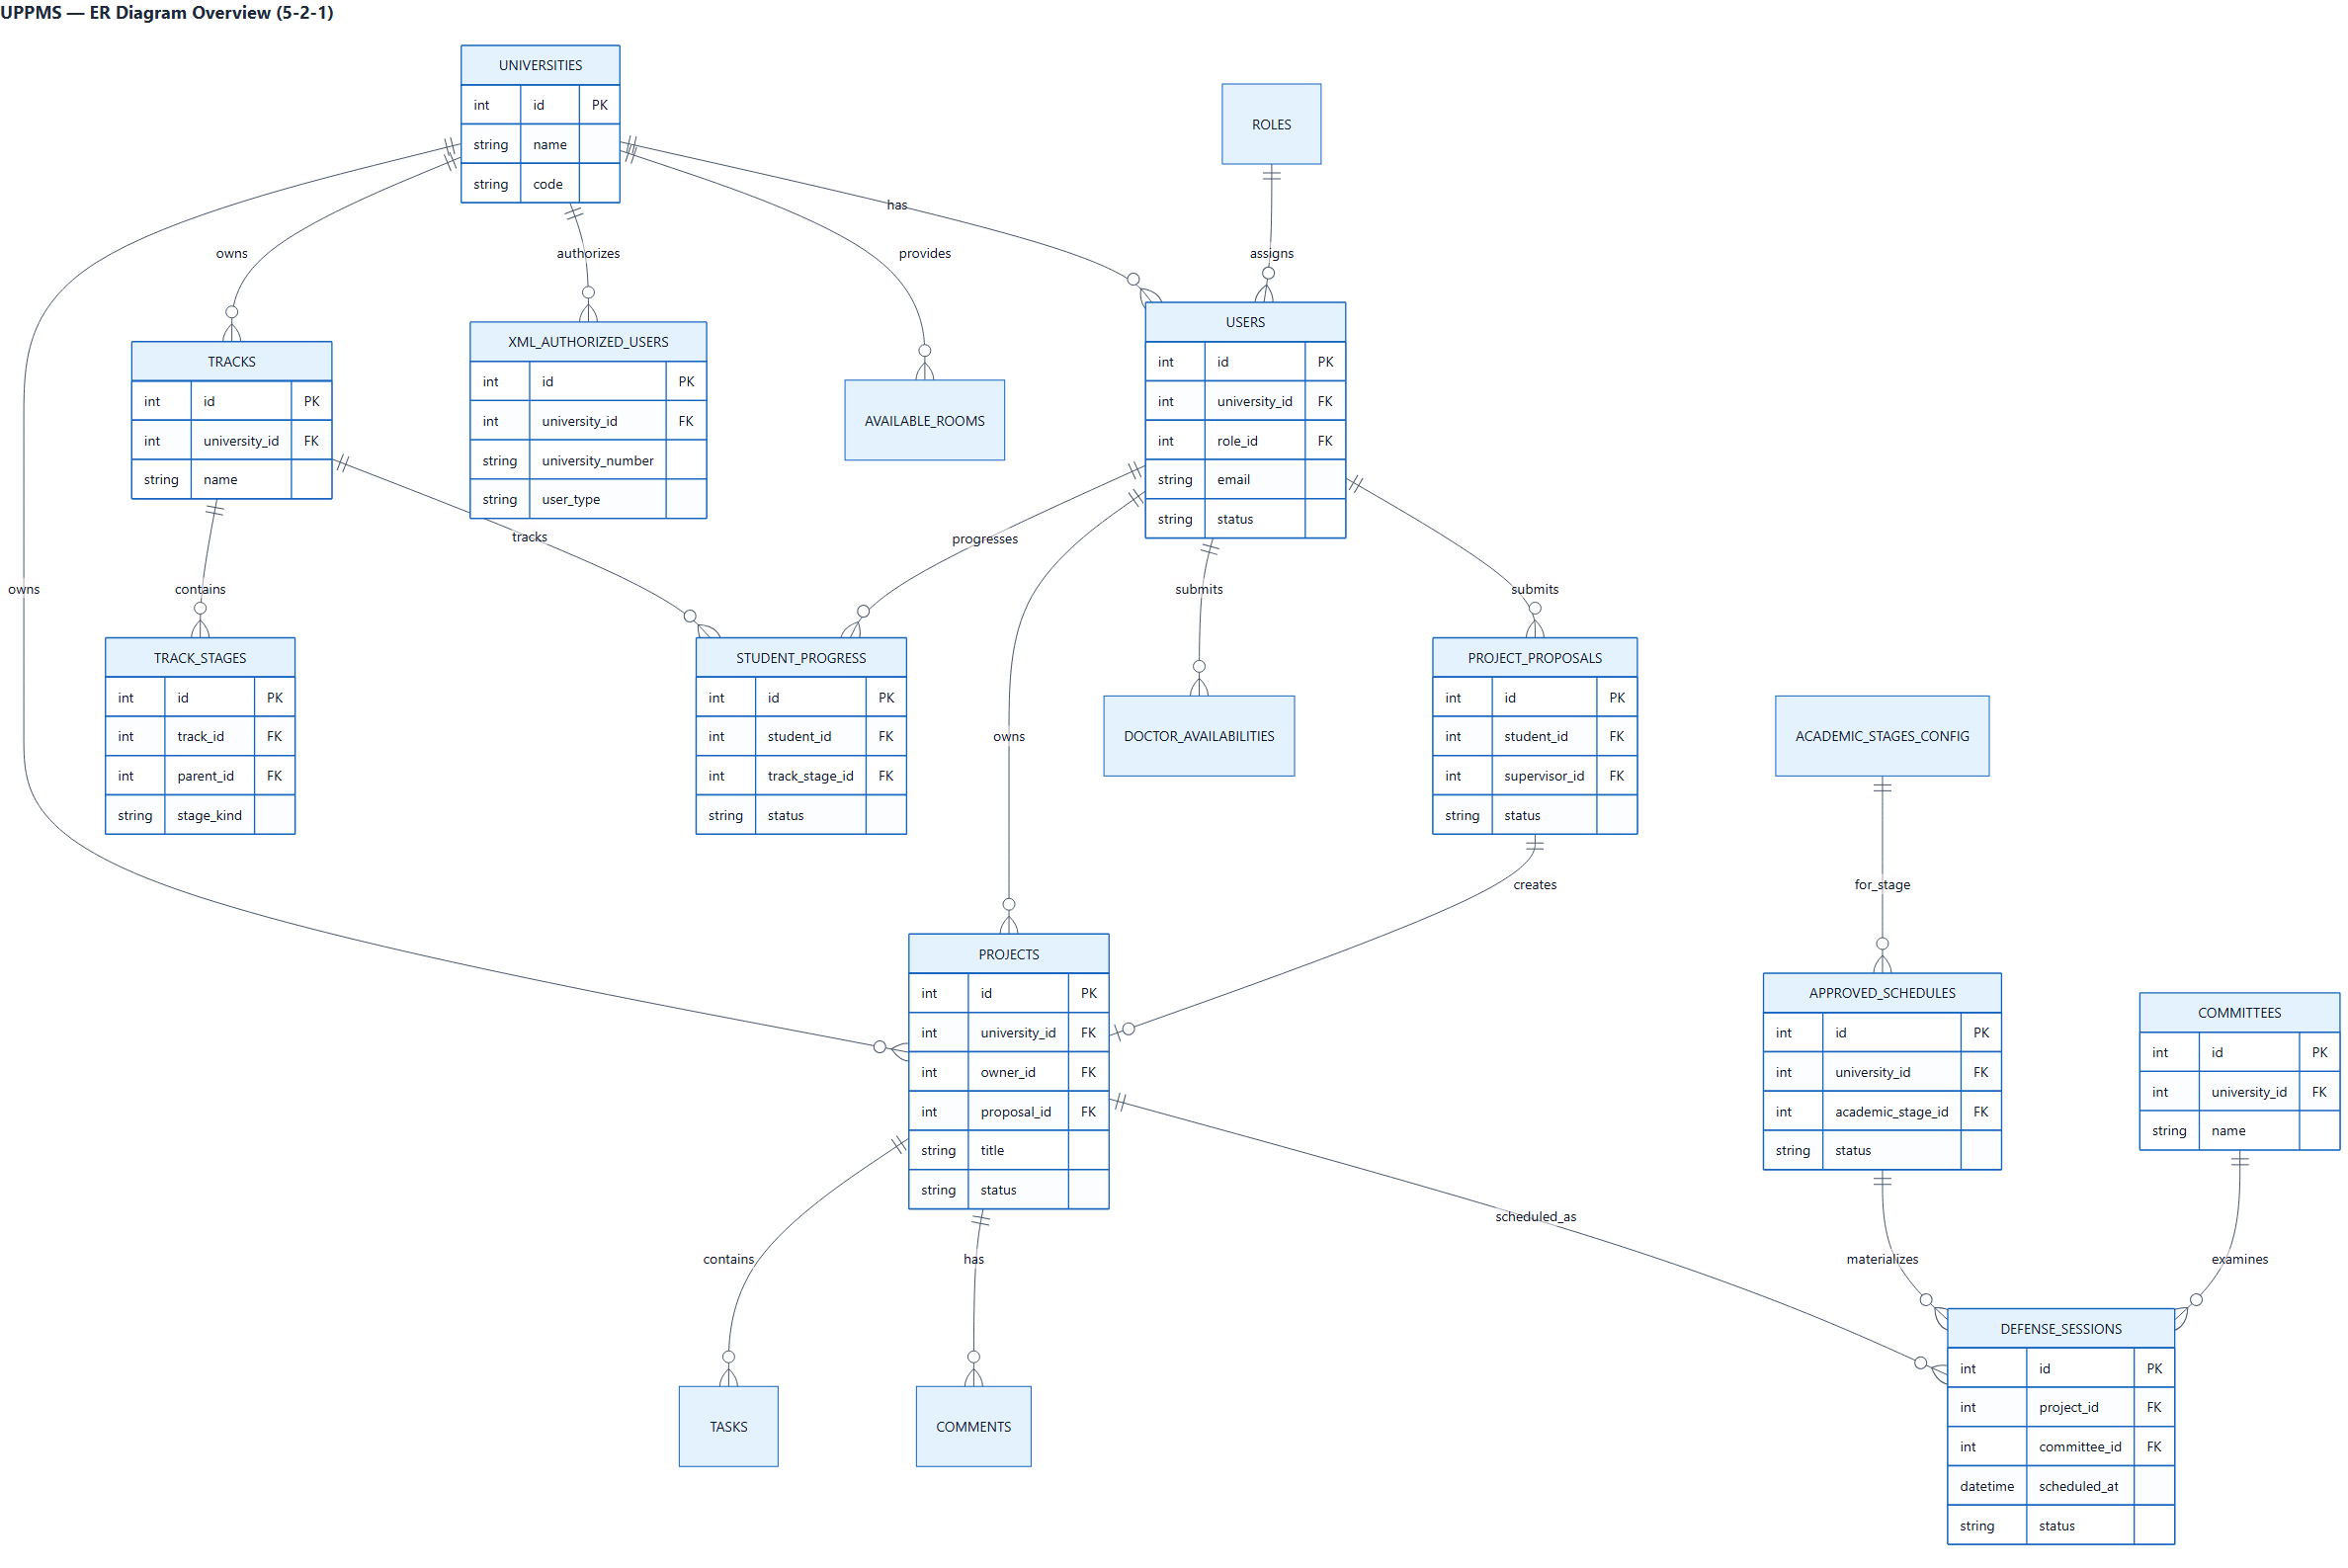 UPPMS — ER Diagram Overview (5-2-1)
UNIVERSITIES
int id PK
string name
string code
ROLES
has
owns
authorizes
provides
assigns
TRACKS
int id PK
int university_id FK
string name
XML_AUTHORIZED_USERS
int id PK
int university_id FK
string university_number
string user_type
AVAILABLE_ROOMS
USERS
int id PK
int university_id FK
int role_id FK
string email
string status
tracks
progresses
owns
contains
submits
submits
TRACK_STAGES
int id PK
int track_id FK
int parent_id FK
string stage_kind
STUDENT_PROGRESS
int id PK
int student_id FK
int track_stage_id FK
string status
owns
DOCTOR_AVAILABILITIES
PROJECT_PROPOSALS
int id PK
int student_id FK
int supervisor_id FK
string status
ACADEMIC_STAGES_CONFIG
creates
for_stage
PROJECTS
int id PK
int university_id FK
int owner_id FK
int proposal_id FK
string title
string status
APPROVED_SCHEDULES
int id PK
int university_id FK
int academic_stage_id FK
string status
COMMITTEES
int id PK
int university_id FK
string name
scheduled_as
contains
has
materializes
examines
TASKS
COMMENTS
DEFENSE_SESSIONS
int id PK
int project_id FK
int committee_id FK
datetime scheduled_at
string status